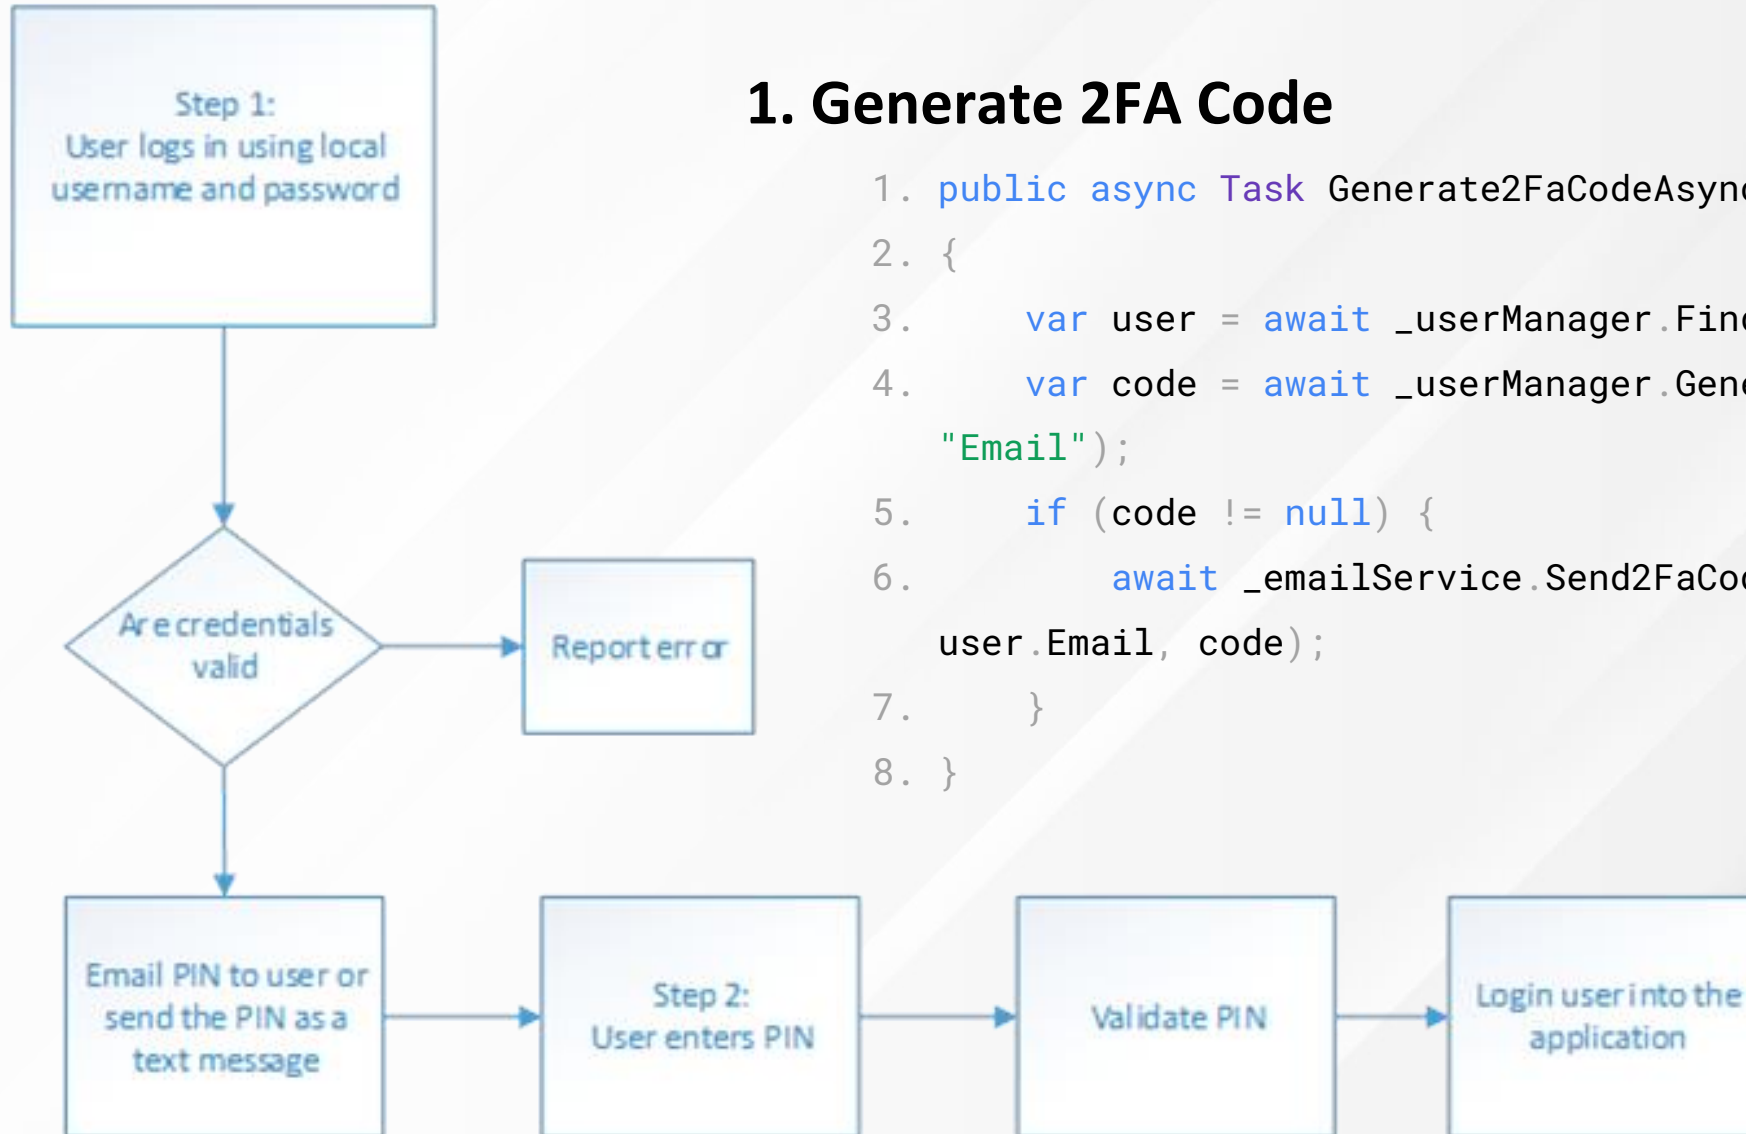 Step 1:
User logs in using local
username and password
Are credentials
valid
Report error
Email PIN to user or
send the PIN as a
text message
Step 2:
User enters PIN
Validate PIN
Login user into the
application
1. Generate 2FA Code
1. public async Task Generate2FaCodeAsync
2. {
3. var user = await _userManager.Find
4. var code = await _userManager.Gene
"Email");
5. if (code != null) {
6. await _emailService.Send2FaCod
user.Email, code);
7. }
8. }